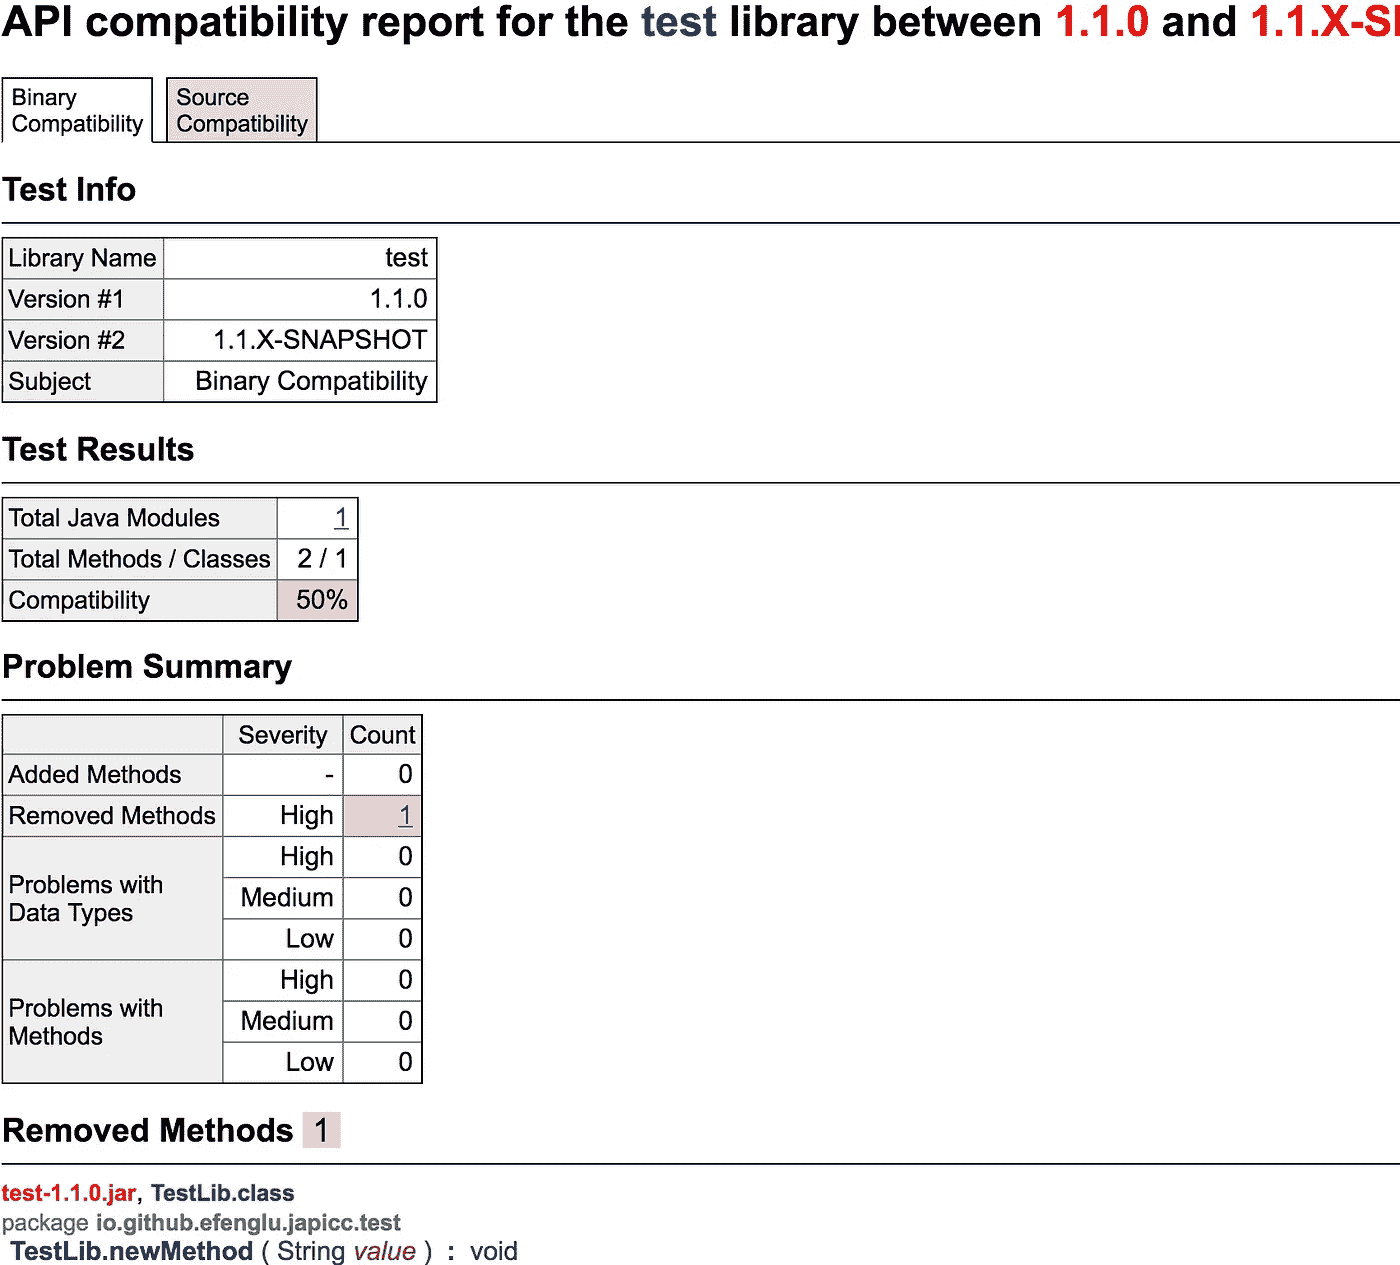 API compatibility report for the test library between 1.1.0 and 1.1.X-S
Binary
Compatibility
Source
Compatibility
Test Info
Library Name test
Version #1 1.1.0
Version #2 1.1.X-SNAPSHOT
Subject Binary Compatibility
Test Results
Total Java Modules 1
Total Methods / Classes 2 / 1
Compatibility 50%
Problem Summary
Severity Count
Added Methods - 0
Removed Methods High 1
Problems with
Data Types
High 0
Medium 0
Low 0
Problems with
Methods
High 0
Medium 0
Low 0
Removed Methods 1
test-1.1.0.jar, TestLib.class
package io.github.efenglu.japicc.test
TestLib.newMethod ( String value ) : void